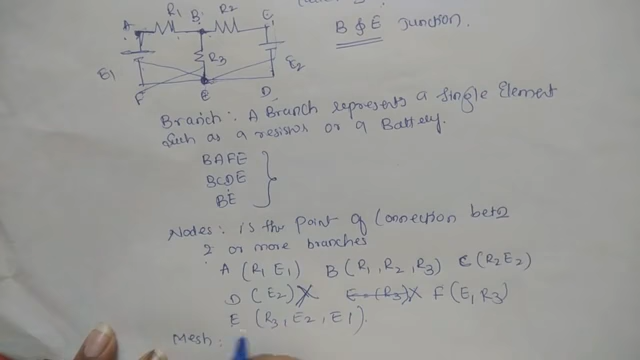 R1 B R2 C
A
R3
E1 E2
F E D
B & E Junction.
Branch: A Branch represents a single Element
such as a resistor or a Battery.
BAFE
BCDE
BE
Nodes: is the point of Connection betn
2 or more branches
A (R1 E1) B (R1, R2, R3) C (R2 E2)
D (E2) X E (R3) X F (E1, R3)
E (R3, E2, E1).
Mesh: